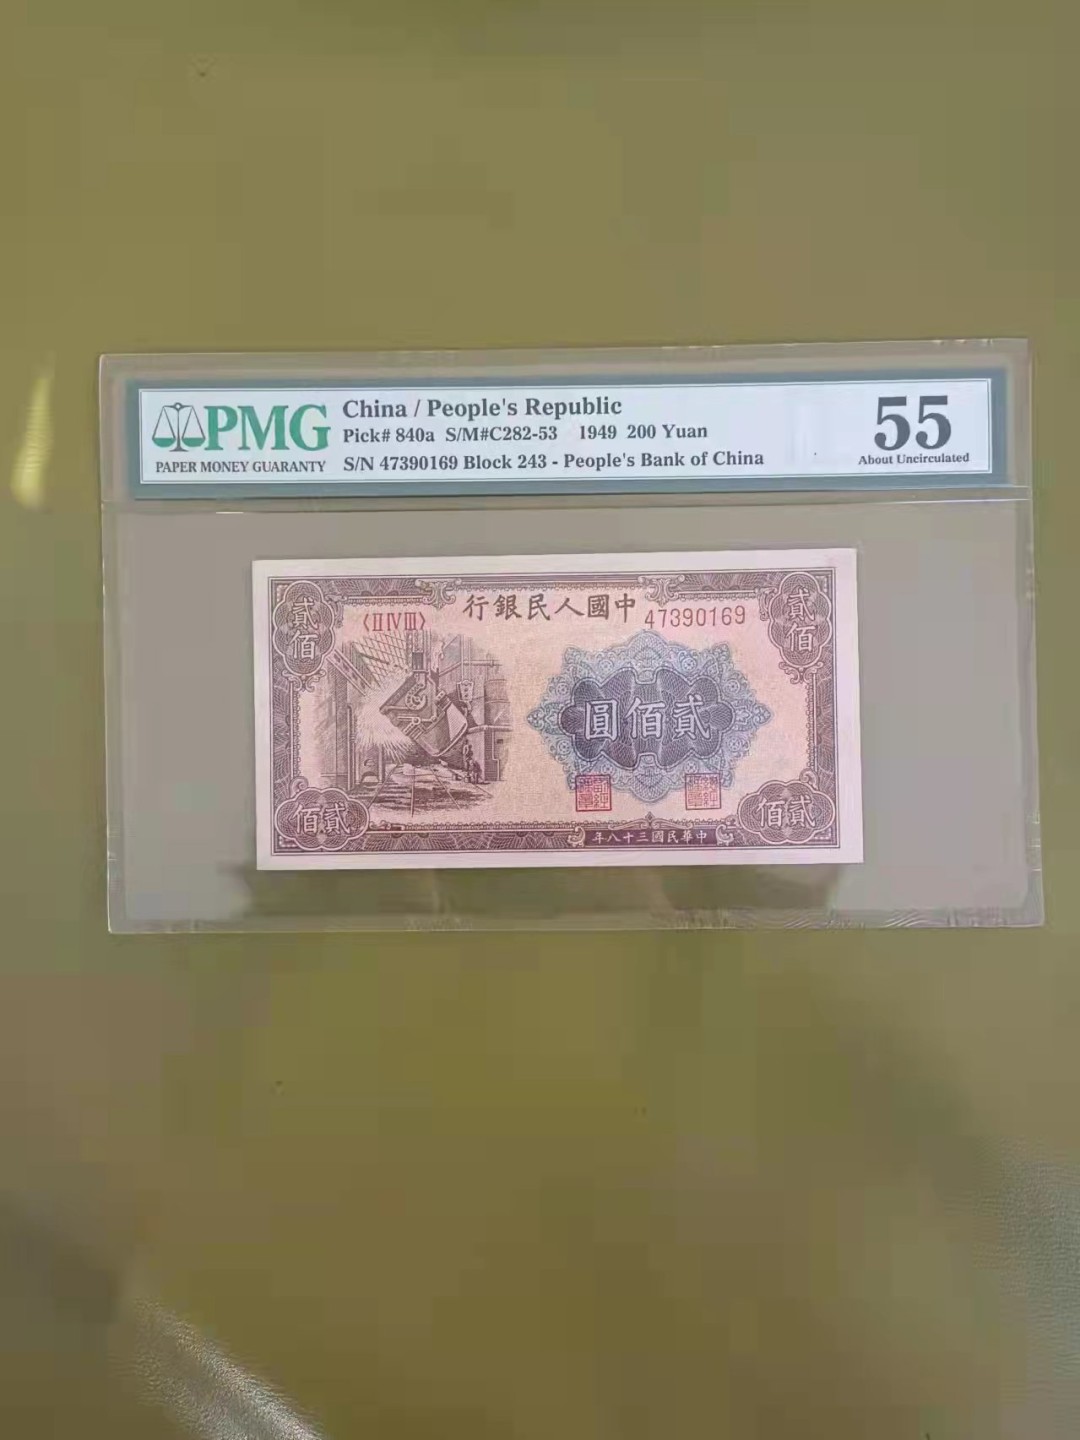 PMG
PAPER MONEY GUARANTY
China / People's Republic
Pick# 840a S/M#C282-53 1949 200 Yuan
S/N 47390169 Block 243 - People's Bank of China
55
About Uncirculated
行銀民人國中
〈II IV III〉
47390169
貳佰
貳佰
圓佰貳
佰貳
佰貳
年八十三國民華中